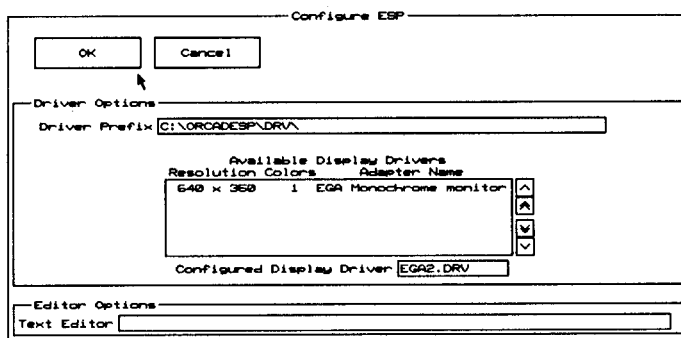 Configure ESP
OK
Cancel
Driver Options
Driver Prefix C:\ORCADESP\DRV\
Available Display Drivers
Resolution Colors Adapter Name
640 x 350 1 EGA Monochrome monitor
Configured Display Driver EGA2.DRV
Editor Options
Text Editor